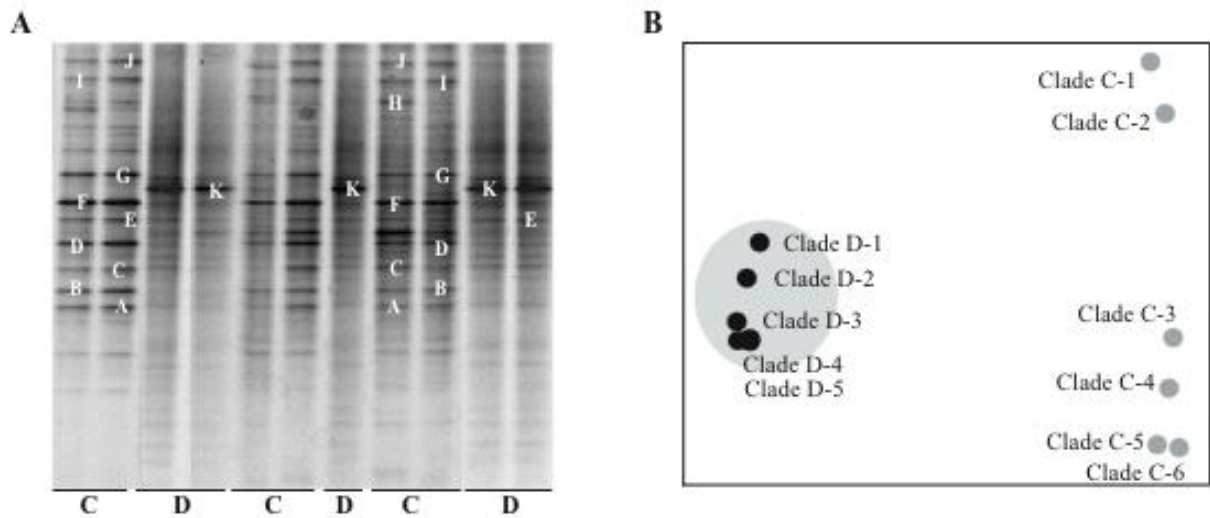 A
J
I
H
G
F
E
D
C
B
A
K
K
J
I
H
G
F
D
C
B
A
K
E
C D C D C D
B
Clade C-1
Clade C-2
Clade D-1
Clade D-2
Clade D-3
Clade D-4
Clade D-5
Clade C-3
Clade C-4
Clade C-5
Clade C-6